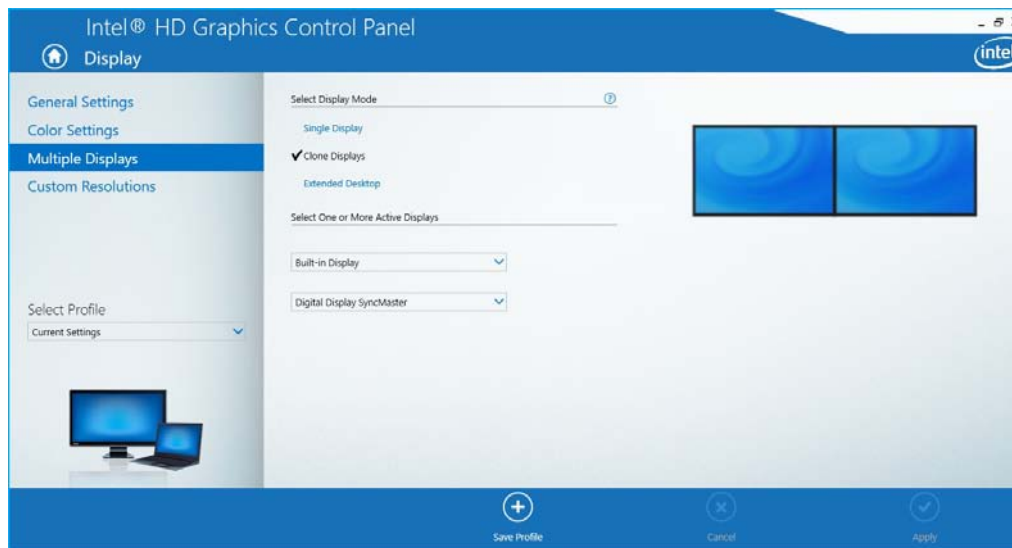 Intel® HD Graphics Control Panel
Display
General Settings
Color Settings
Multiple Displays
Custom Resolutions
Select Profile
Current Settings
Select Display Mode
Single Display
Clone Displays
Extended Desktop
Select One or More Active Displays
Built-in Display
Digital Display SyncMaster
Save Profile
Cancel
Apply